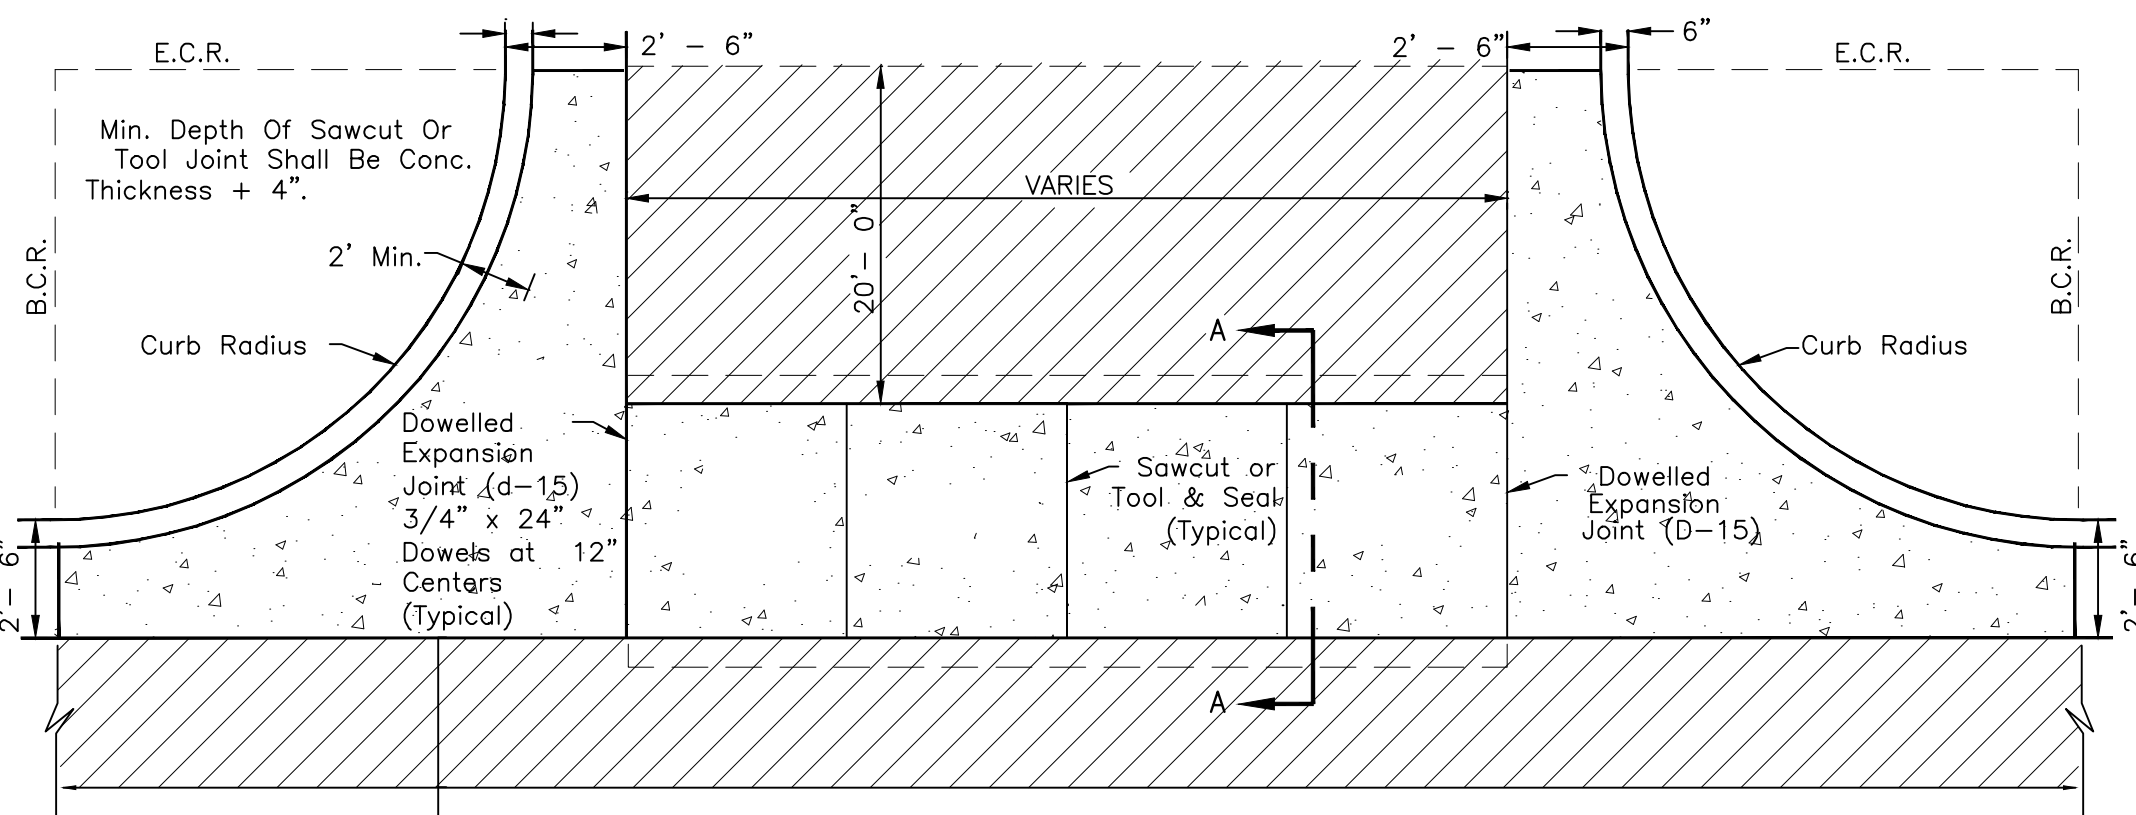 E.C.R.
2' - 6"
2' - 6"
6"
E.C.R.
Min. Depth Of Sawcut Or
Tool Joint Shall Be Conc.
Thickness + 4".
VARIES
20'- 0"
2' Min.
B.C.R.
B.C.R.
A
Curb Radius
Curb Radius
Dowelled
Expansion
Joint (d-15)
3/4" x 24"
Dowels at 12"
Centers
(Typical)
Sawcut or
Tool & Seal
(Typical)
Dowelled
Expansion
Joint (D-15)
2'- 6"
2'- 6"
A